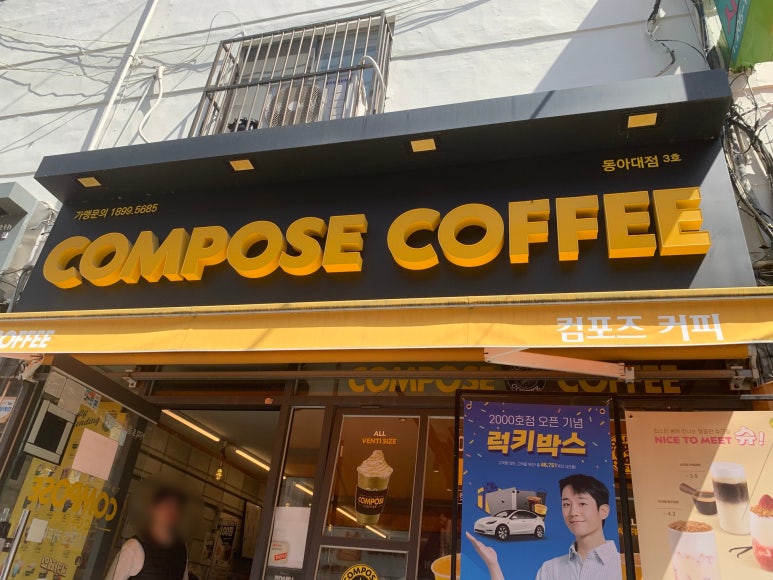 동아대점 3호
가맹문의 1899.5685
COMPOSE COFFEE
COFFEE
컴포즈 커피
COMPOSE COFFEE
ALL
VENTI SIZE
COMPOSE
COMPOSE
2000호점 오픈 기념
럭키박스
NICE TO MEET 슈!